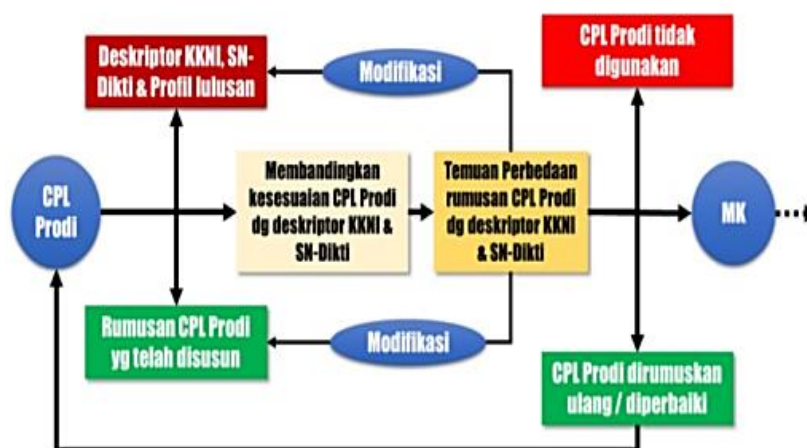 Deskriptor KKNI, SN-
Dikti & Profil lulusan
Modifikasi
CPL Prodi tidak
digunakan
CPL
Prodi
Membandingkan
kesesuaian CPL Prodi
dg deskriptor KKNI &
SN-Dikti
Temuan Perbedaan
rumusan CPL Prodi
dg deskriptor KKNI
& SN-Dikti
MK
Rumusan CPL Prodi
yg telah disusun
Modifikasi
CPL Prodi dirumuskan
ulang / diperbaiki